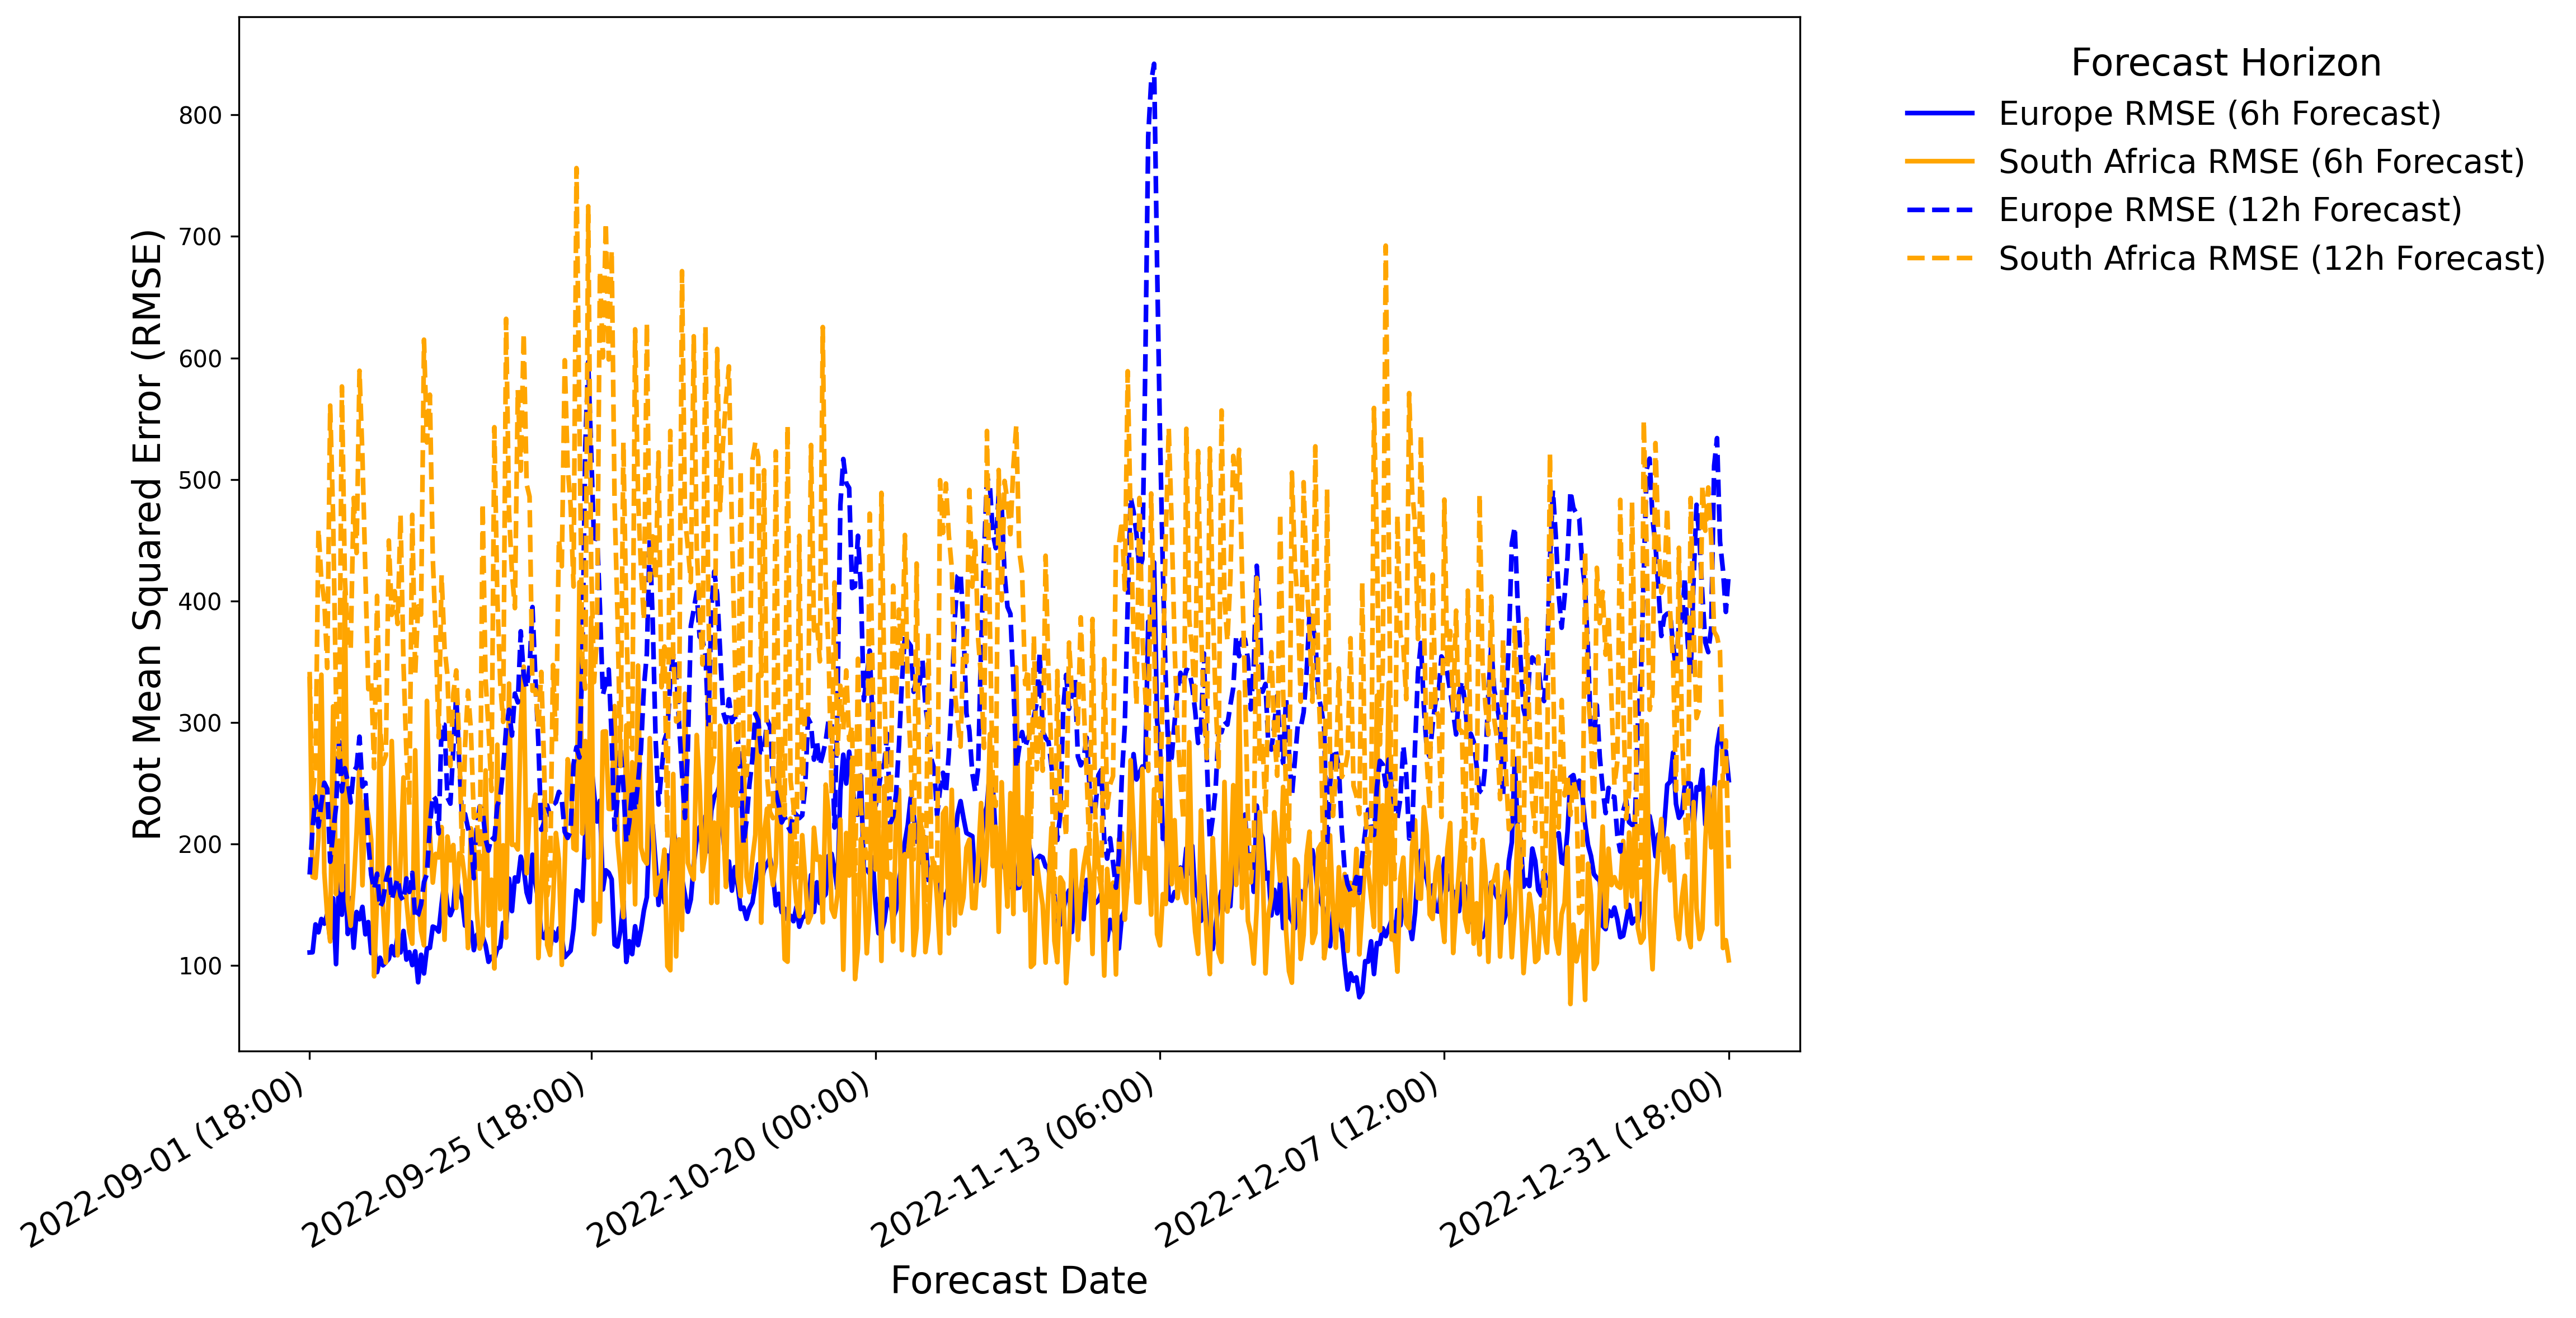 Forecast Horizon
Europe RMSE (6h Forecast)
South Africa RMSE (6h Forecast)
Europe RMSE (12h Forecast)
South Africa RMSE (12h Forecast)
Root Mean Squared Error (RMSE)
800
700
600
500
400
300
200
100
2022-09-01 (18:00)
2022-09-25 (18:00)
2022-10-20 (00:00)
2022-11-13 (06:00)
2022-12-07 (12:00)
2022-12-31 (18:00)
Forecast Date